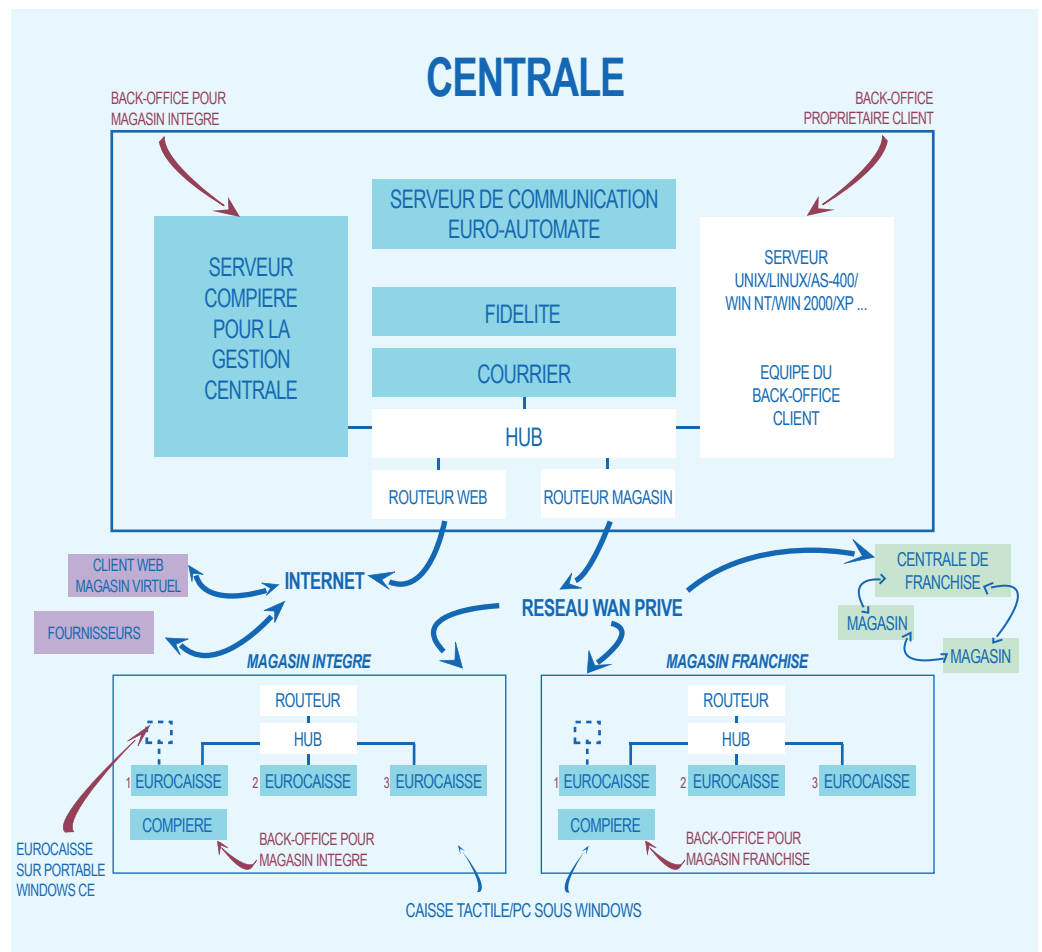 CENTRALE
BACK-OFFICE POUR
MAGASIN INTEGRE
BACK-OFFICE
PROPRIETAIRE CLIENT
SERVEUR DE COMMUNICATION
EURO-AUTOMATE
SERVEUR
COMPIERE
POUR LA
GESTION
CENTRALE
FIDELITE
COURRIER
SERVEUR
UNIX/LINUX/AS-400/
WIN NT/WIN 2000/XP ...
EQUIPE DU
BACK-OFFICE
CLIENT
HUB
ROUTEUR WEB
ROUTEUR MAGASIN
CLIENT WEB
MAGASIN VIRTUEL
INTERNET
FOURNISSEURS
RESEAU WAN PRIVE
CENTRALE DE
FRANCHISE
MAGASIN
MAGASIN
MAGASIN INTEGRE
ROUTEUR
HUB
1 EUROCAISSE
2 EUROCAISSE
3 EUROCAISSE
COMPIERE
BACK-OFFICE POUR
MAGASIN INTEGRE
EUROCAISSE
SUR PORTABLE
WINDOWS CE
MAGASIN FRANCHISE
ROUTEUR
HUB
1 EUROCAISSE
2 EUROCAISSE
3 EUROCAISSE
COMPIERE
BACK-OFFICE POUR
MAGASIN FRANCHISE
CAISSE TACTILE/PC SOUS WINDOWS